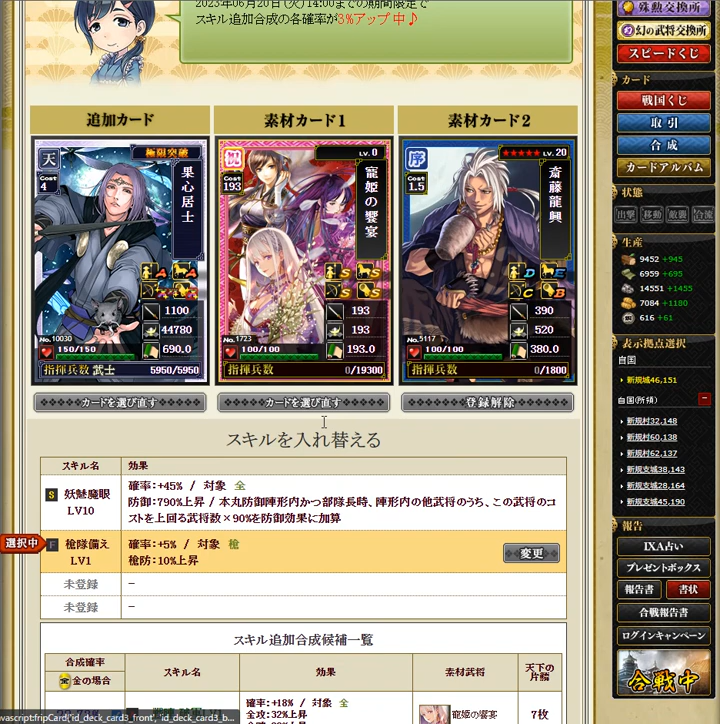 2023年06月20日(火)14:00までの期間限定で
スキル追加合成の各確率が3%アップ中♪
殊勲交換所
幻の武将交換所
スピードくじ
カード
戦国くじ
取引
合成
カードアルバム
状態
出撃 移動 敵襲 合流
生産
9452 +945
6959 +695
14551 +1455
7084 +1180
616 +61
表示拠点選択
自国
新規城46,151
自国(所領)
新規村32,148
新規村60,138
新規村62,137
新規支城38,143
新規支城28,164
新規支城45,190
報告
IXA占い
プレゼントボックス
報告書 書状
合戦報告書
ログインキャンペーン
合戦中
追加カード
天
極限突破
Cost
4
果心居士
A A
1100
44780
No.10030
150/150
690.0
指揮兵数 武士 5950/5950
素材カード1
祝
LV. 0
Cost
193
寵姫の饗宴
S S
S S
193
193
No.1723
100/100
193.0
指揮兵数 0/19300
素材カード2
序
★★★★★ LV. 20
Cost
1.5
斎藤龍興
D E
C B
390
520
No.5117
100/100
380.0
指揮兵数 0/1800
カードを選び直す
カードを選び直す
登録解除
スキルを入れ替える
スキル名 効果
S 妖魅魔眼
LV10
確率:+45% / 対象 全
防御:790%上昇 / 本丸防御陣形内かつ部隊長時、陣形内の他武将のうち、この武将のコ
ストを上回る武将数×90%を防御効果に加算
選択中
F 槍隊備え
LV1
確率:+5% / 対象 槍
槍防:10%上昇
変更
未登録 −
未登録 −
スキル追加合成候補一覧
合成確率
金の場合
スキル名
効果
素材武将
天下の
片鱗
確率:+18% / 対象 全
全攻:32%上昇
寵姫の饗宴
7枚
vascript:fripCard('id_deck_card3_front', 'id_deck_card3_b...